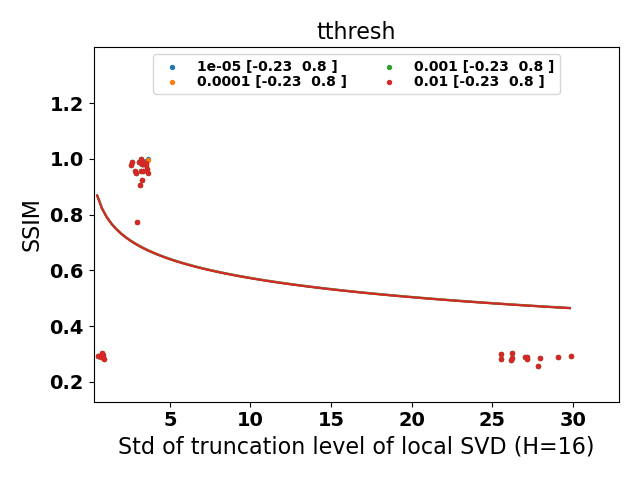 tthresh
1e-05 [-0.23  0.8 ]
0.0001 [-0.23  0.8 ]
0.001 [-0.23  0.8 ]
0.01 [-0.23  0.8 ]
SSIM
1.2
1.0
0.8
0.6
0.4
0.2
5 10 15 20 25 30
Std of truncation level of local SVD (H=16)